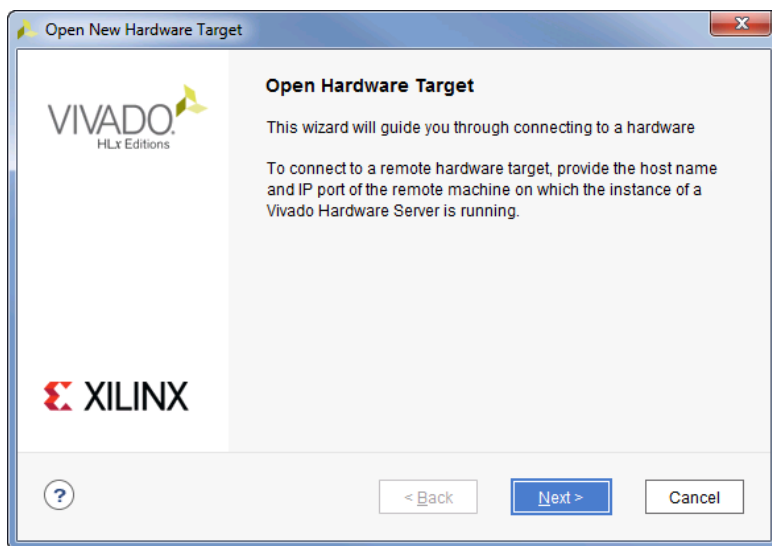 Open New Hardware Target
VIVADO.
HLx Editions
Open Hardware Target
This wizard will guide you through connecting to a hardware
To connect to a remote hardware target, provide the host name
and IP port of the remote machine on which the instance of a
Vivado Hardware Server is running.
XILINX
?
< Back
Next >
Cancel